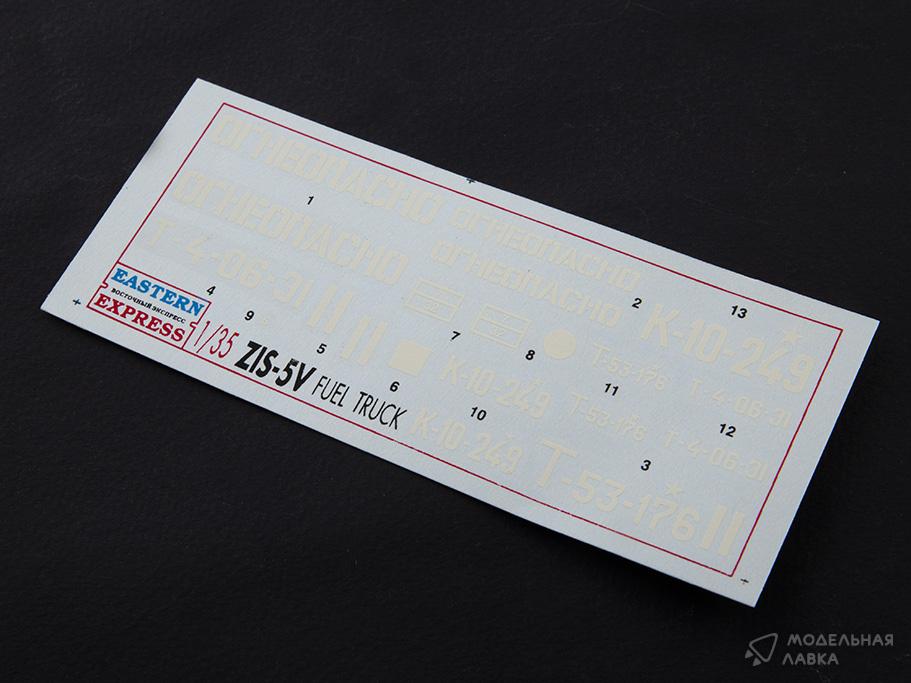 ОГНЕОПАСНО
ОГНЕОПАСНО
1
ОГНЕОПАСНО
ОГНЕОПАСНО
Т-4-06-31
2
13
К-10-249
EASTERN
ВОСТОЧНЫЙ ЭКСПРЕСС
EXPRESS
4
9
1/35
ZIS-5V FUEL TRUCK
5
6
7
8
К-10-249
Т-53-176
Т-4-06-31
11
10
Т-53-176
12
Т-4-06-31
К-10-249
3
Т-53-176
МОДЕЛЬНАЯ
ЛАВКА